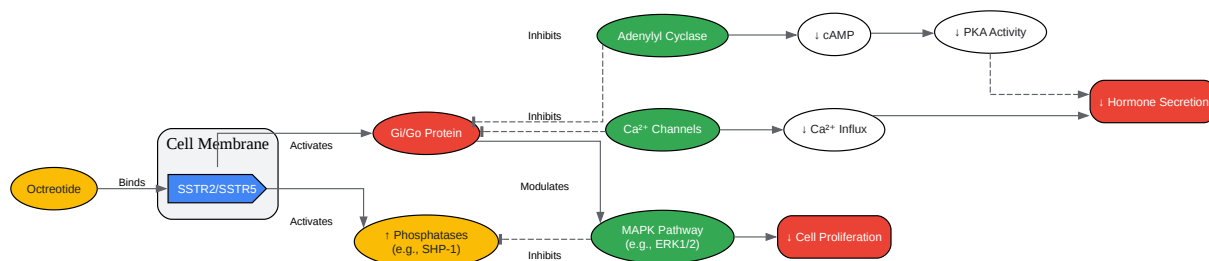 Inhibits
Adenylyl Cyclase
↓ cAMP
↓ PKA Activity
↓ Hormone Secretion
Inhibits
Cell Membrane
Activates
Gi/Go Protein
Ca²⁺ Channels
↓ Ca²⁺ Influx
Octreotide
Binds
SSTR2/SSTR5
Modulates
Activates
↑ Phosphatases
(e.g., SHP-1)
Inhibits
MAPK Pathway
(e.g., ERK1/2)
↓ Cell Proliferation